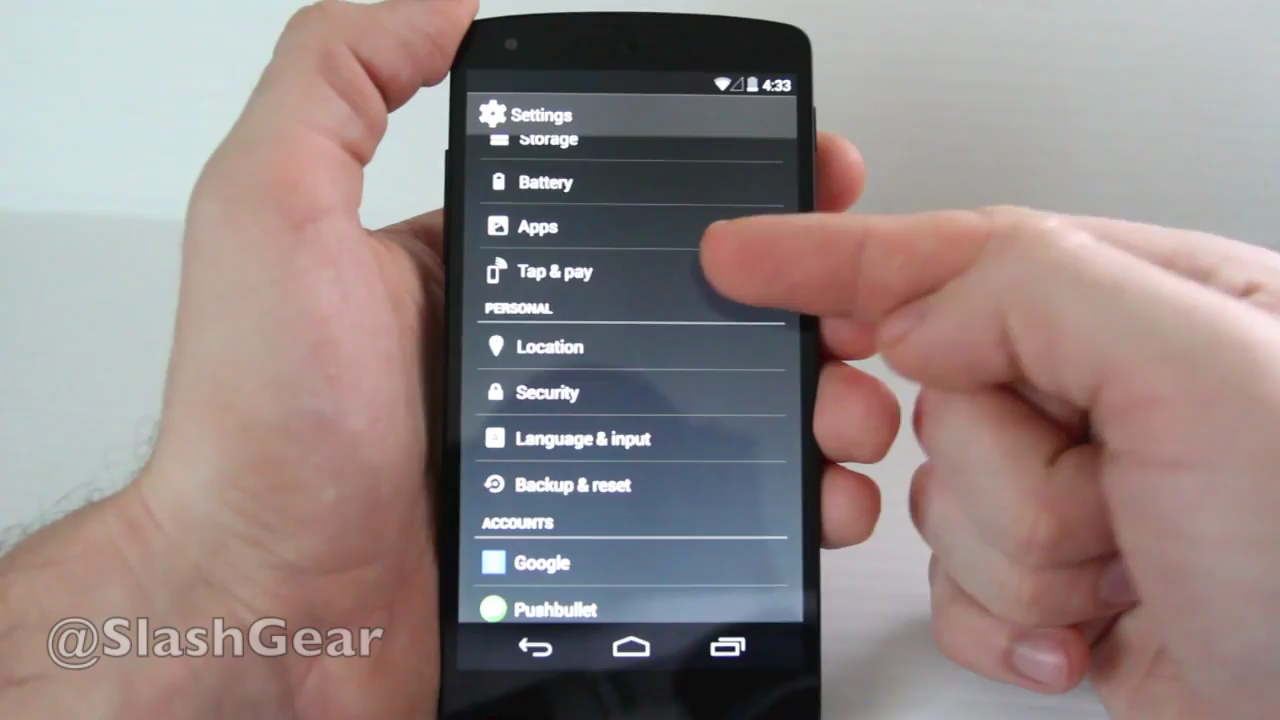 4:33
Settings
Storage
Battery
Apps
Tap & pay
PERSONAL
Location
Security
Language & input
Backup & reset
ACCOUNTS
Google
Pushbullet
@SlashGear